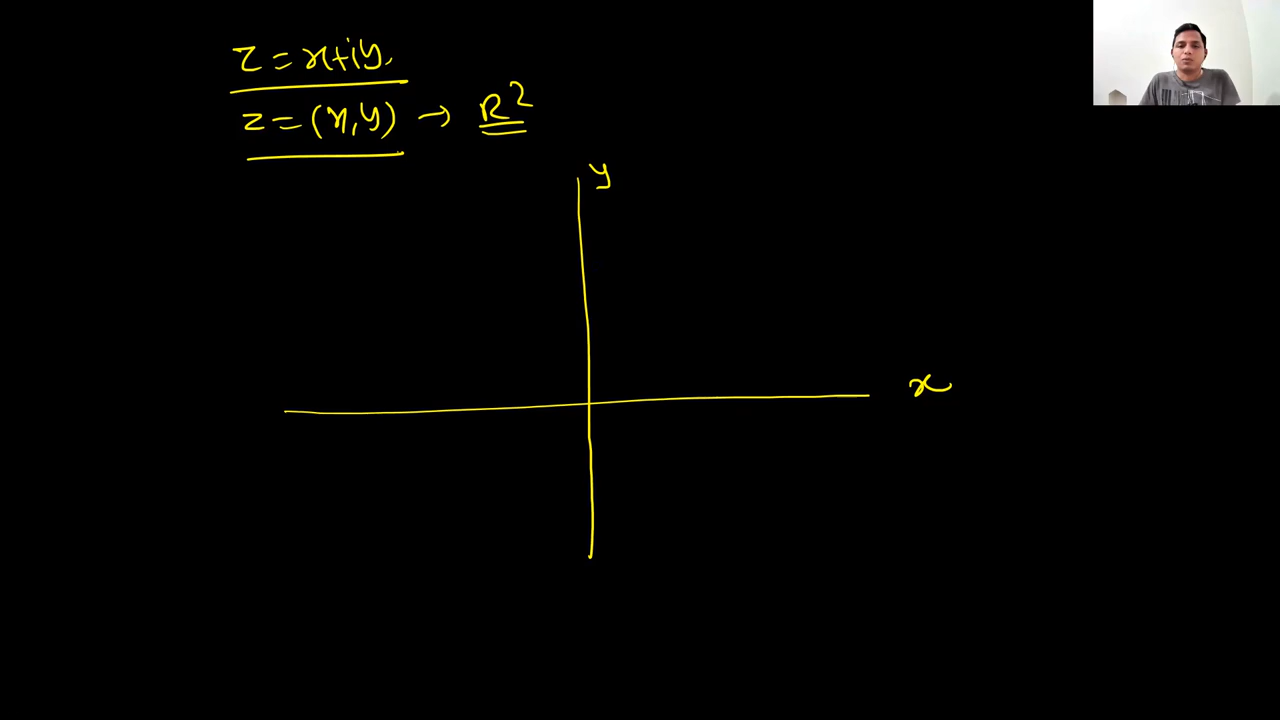 z = x+iy.
z = (x,y) → R²
y
x